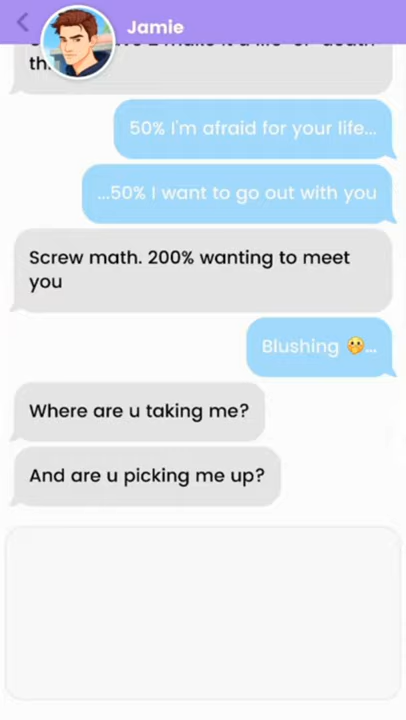 Jamie
th
50% I'm afraid for your life...
...50% I want to go out with you
Screw math. 200% wanting to meet
you
Blushing 🤭...
Where are u taking me?
And are u picking me up?